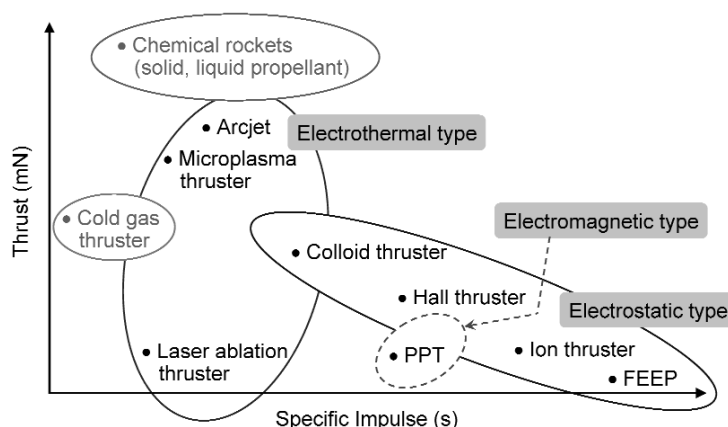 • Chemical rockets
(solid, liquid propellant)
• Arcjet
Electrothermal type
• Microplasma
thruster
• Cold gas
thruster
Electromagnetic type
• Colloid thruster
• Hall thruster
Electrostatic type
• Laser ablation
thruster
• PPT
• Ion thruster
• FEEP
Thrust (mN)
Specific Impulse (s)